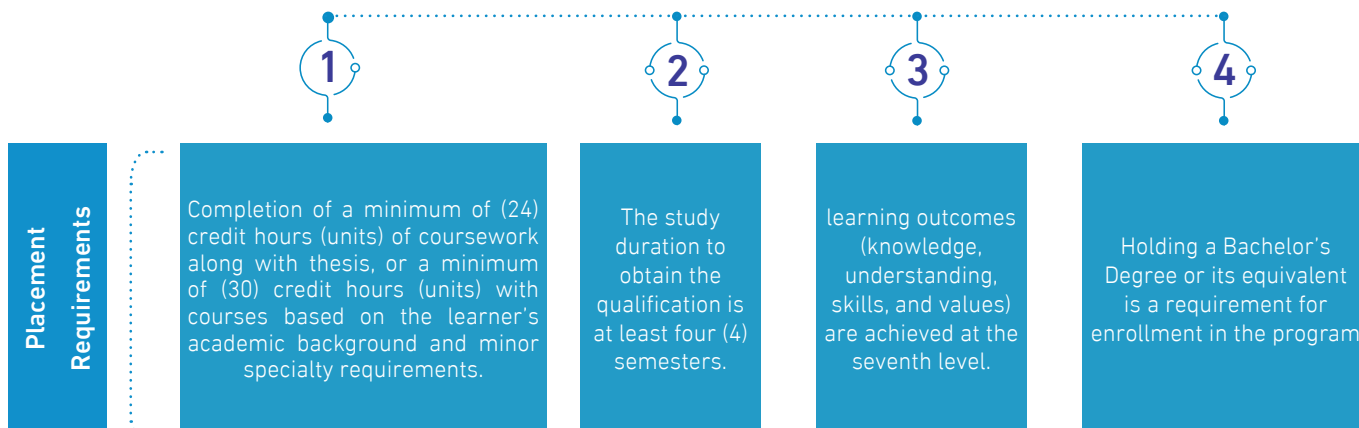 1
2
3
4
Placement
Requirements
Completion of a minimum of (24)
credit hours (units) of coursework
along with thesis, or a minimum
of (30) credit hours (units) with
courses based on the learner's
academic background and minor
specialty requirements.
The study
duration to
obtain the
qualification is
at least four (4)
semesters.
learning outcomes
(knowledge,
understanding,
skills, and values)
are achieved at the
seventh level.
Holding a Bachelor's
Degree or its equivalent
is a requirement for
enrollment in the program